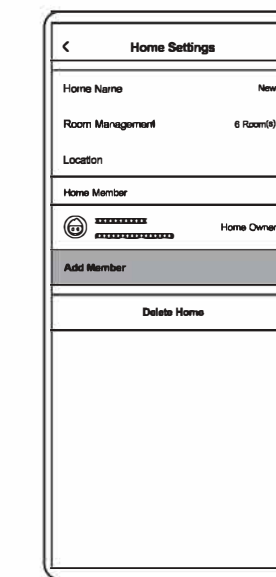 Home Settings
Home Name New
Room Management 6 Room(s)
Location
Home Member
Home Owner
Add Member
Delete Home